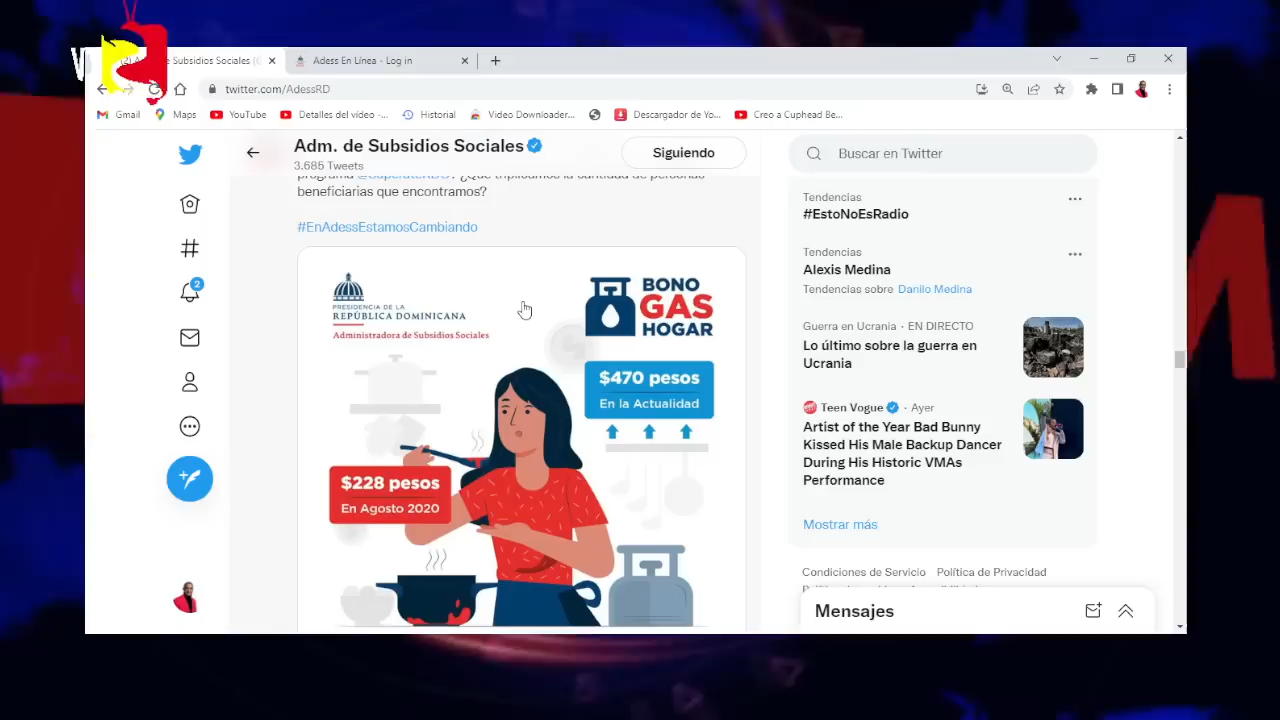 de Subsidios Sociales (
Adess En Línea - Log in
twitter.com/AdessRD
Gmail
Maps
YouTube
Detalles del vídeo -...
Historial
Video Downloader...
Descargador de Yo...
Creo a Cuphead Be...
Adm. de Subsidios Sociales
3.685 Tweets
Siguiendo
Buscar en Twitter
beneficiarias que encontramos?
#EnAdessEstamosCambiando
PRESIDENCIA DE LA
REPÚBLICA DOMINICANA
Administradora de Subsidios Sociales
BONO
GAS
HOGAR
$470 pesos
En la Actualidad
$228 pesos
En Agosto 2020
2
Tendencias
#EstoNoEsRadio
Tendencias
Alexis Medina
Tendencias sobre Danilo Medina
Guerra en Ucrania · EN DIRECTO
Lo último sobre la guerra en
Ucrania
Teen Vogue · Ayer
Artist of the Year Bad Bunny
Kissed His Male Backup Dancer
During His Historic VMAs
Performance
Mostrar más
Condiciones de Servicio Política de Privacidad
Mensajes